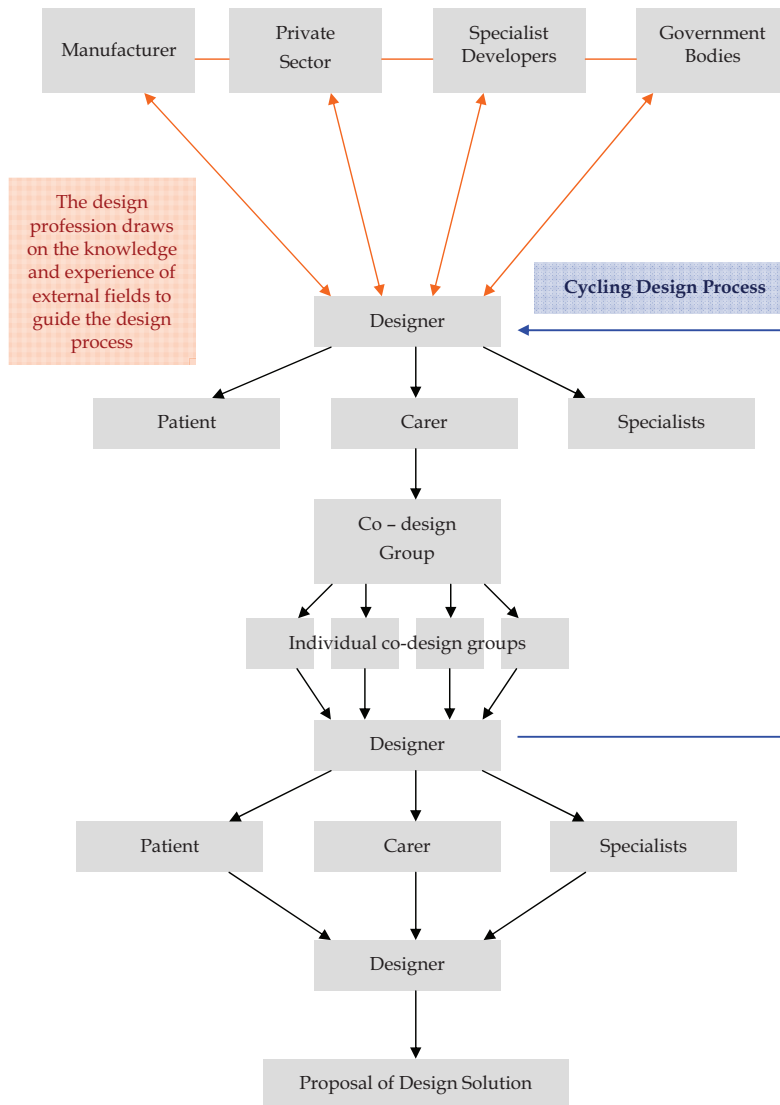 Manufacturer
Private
Sector
Specialist
Developers
Government
Bodies
The design
profession draws
on the knowledge
and experience of
external fields to
guide the design
process
Cycling Design Process
Designer
Patient
Carer
Specialists
Co – design
Group
Individual co-design groups
Designer
Patient
Carer
Specialists
Designer
Proposal of Design Solution